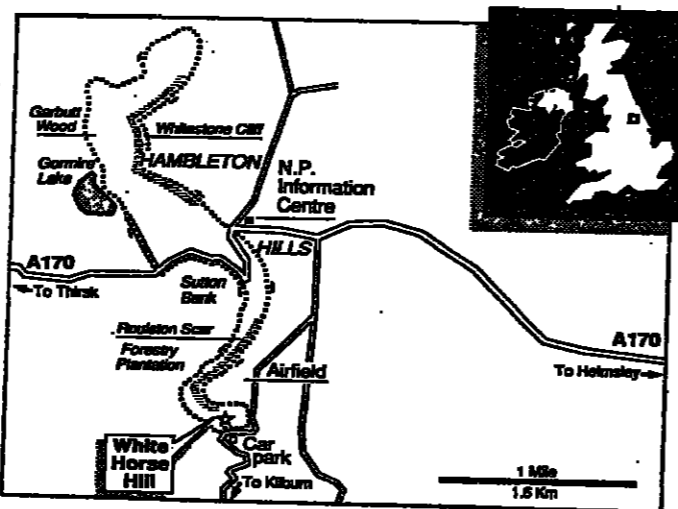 Garbutt
Wood
Whitestone Cliff
HAMBLETON
Gormire
Lake
N.P.
Information
Centre
HILLS
A170
To Thirsk
Sutton
Bank
Roulston Scar
Forestry
Plantation
Airfield
A170
To Helmsley
White
Horse
Hill
Car
park
To Kilburn
1 Mile
1.6 Km